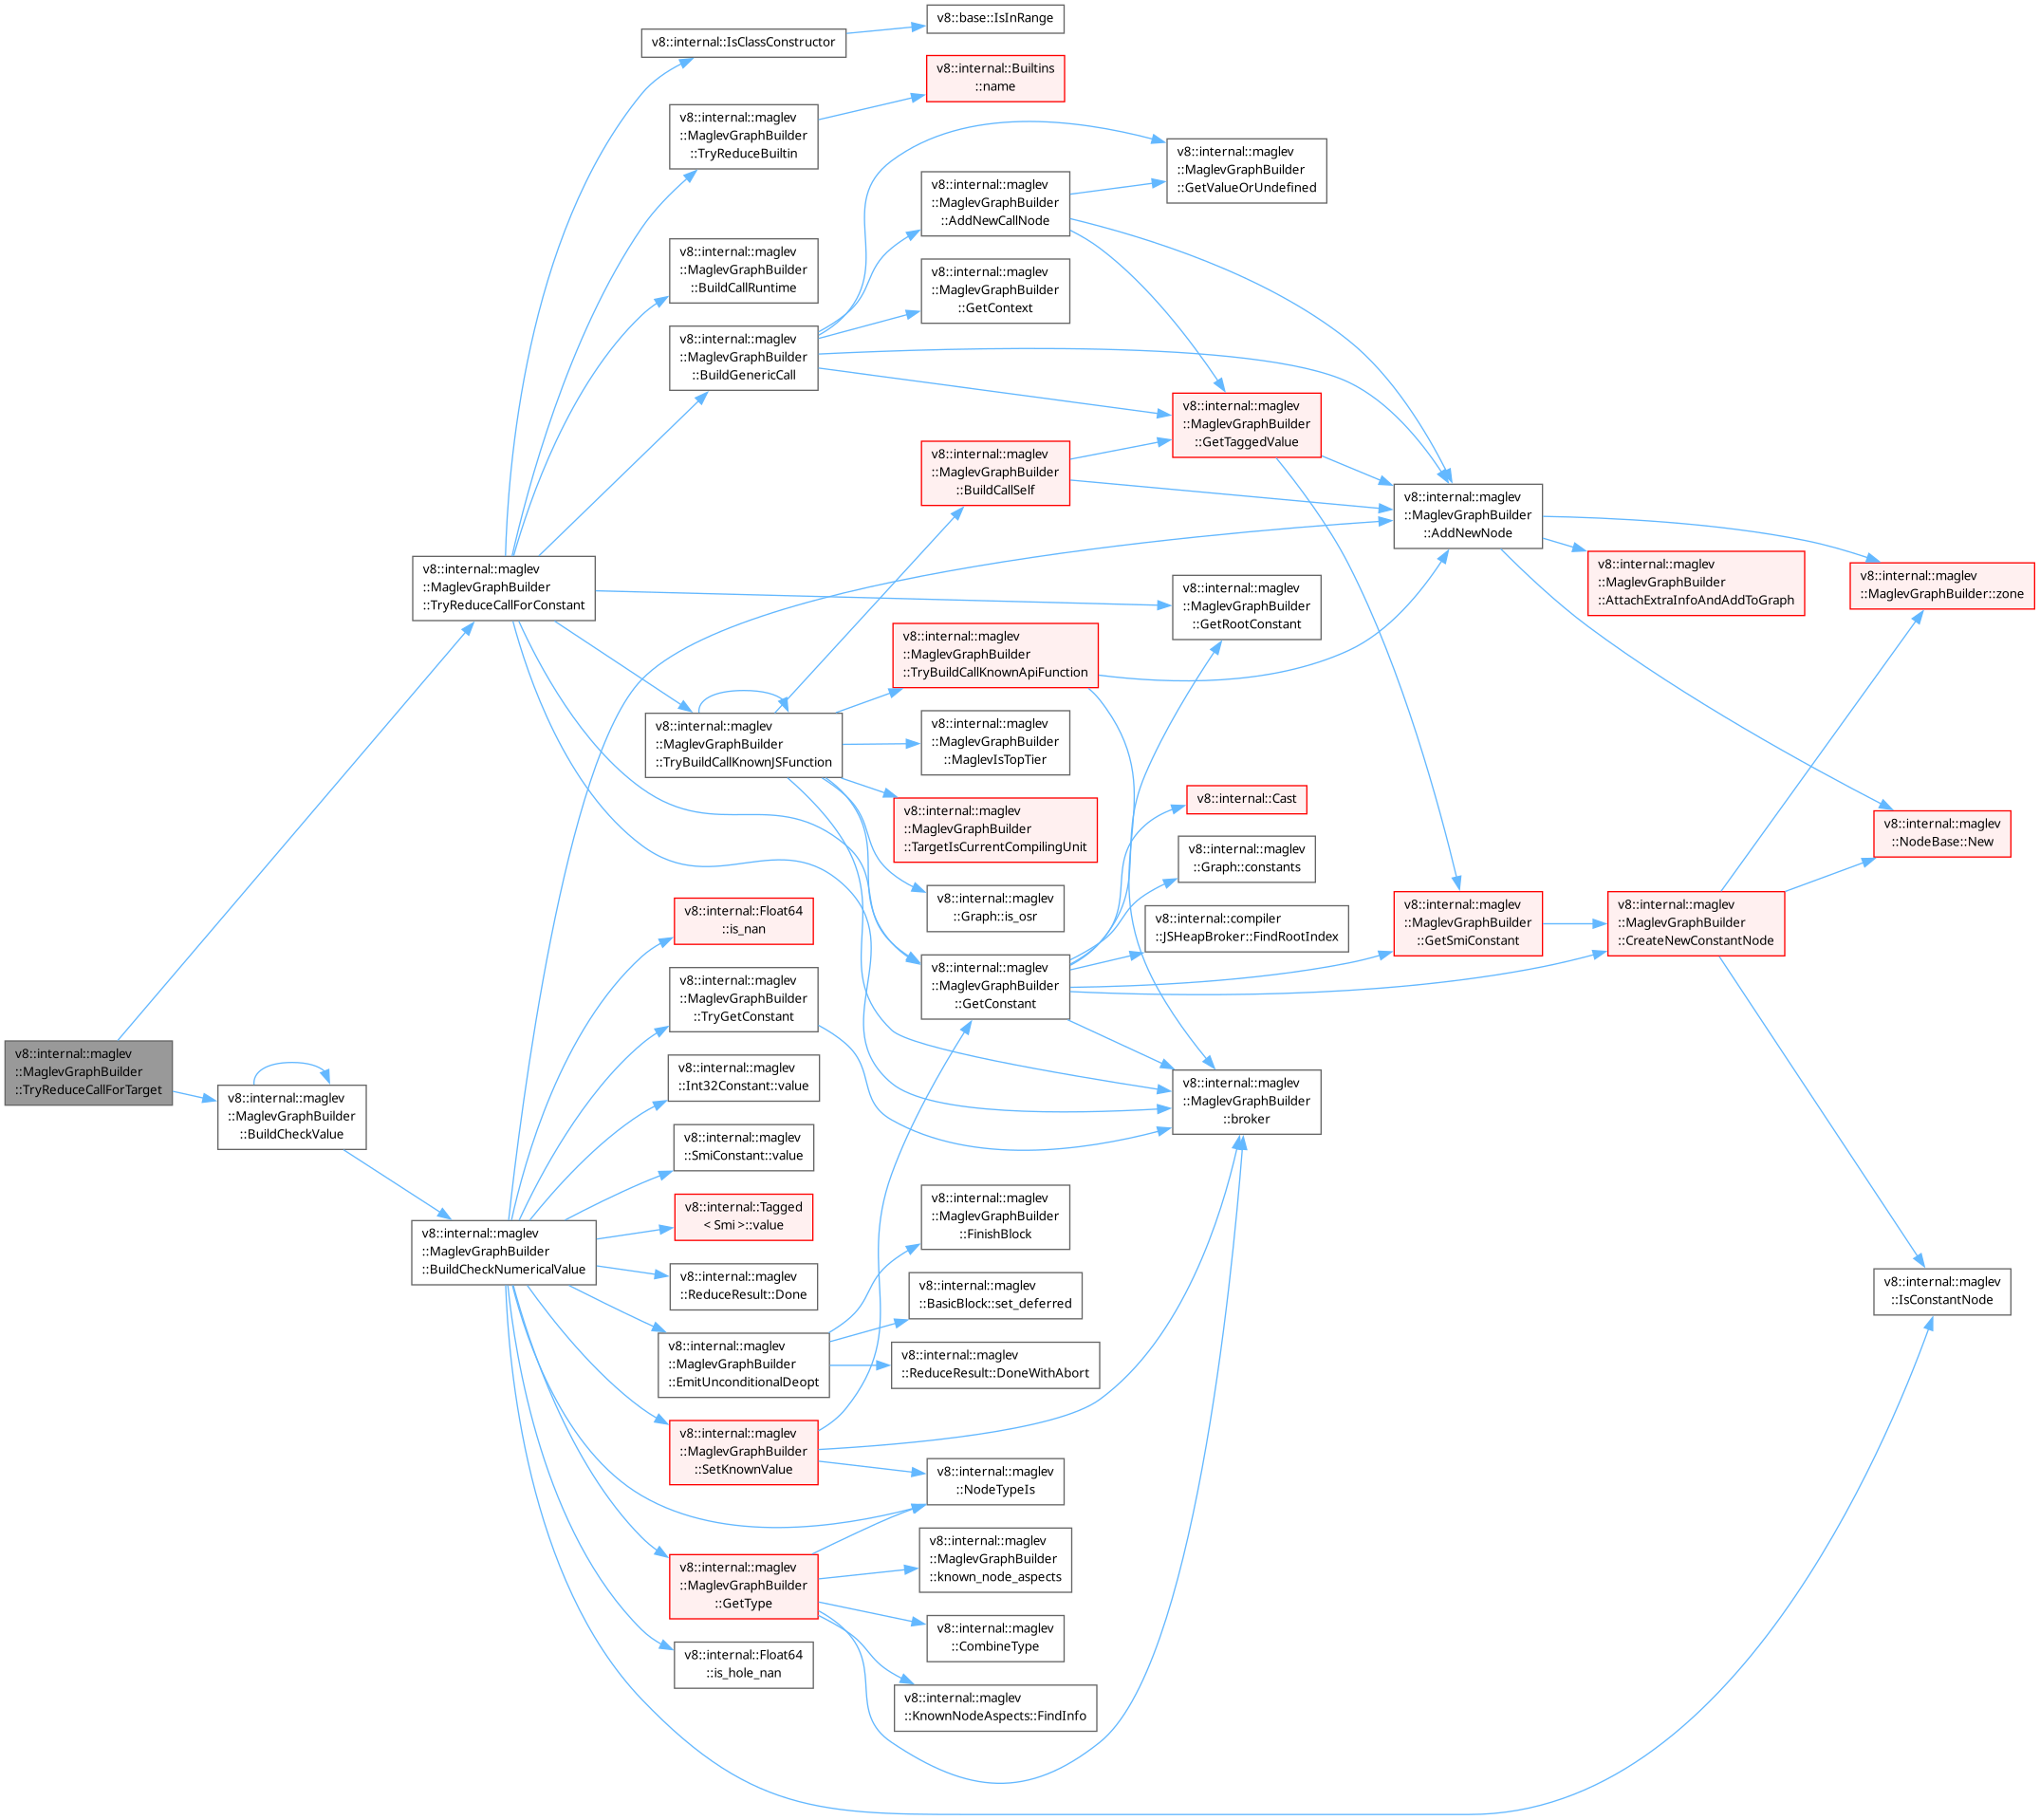 v8::internal::maglev
::MaglevGraphBuilder
::TryReduceCallForTarget
v8::internal::maglev
::MaglevGraphBuilder
::BuildCheckValue
v8::internal::maglev
::MaglevGraphBuilder
::TryReduceCallForConstant
v8::internal::maglev
::MaglevGraphBuilder
::BuildCheckNumericalValue
v8::internal::IsClassConstructor
v8::internal::maglev
::MaglevGraphBuilder
::TryReduceBuiltin
v8::internal::maglev
::MaglevGraphBuilder
::BuildCallRuntime
v8::internal::maglev
::MaglevGraphBuilder
::BuildGenericCall
v8::internal::maglev
::MaglevGraphBuilder
::TryBuildCallKnownJSFunction
v8::internal::Float64
::is_nan
v8::internal::maglev
::MaglevGraphBuilder
::TryGetConstant
v8::internal::maglev
::Int32Constant::value
v8::internal::maglev
::SmiConstant::value
v8::internal::Tagged
< Smi >::value
v8::internal::maglev
::ReduceResult::Done
v8::internal::maglev
::MaglevGraphBuilder
::EmitUnconditionalDeopt
v8::internal::maglev
::MaglevGraphBuilder
::SetKnownValue
v8::internal::maglev
::MaglevGraphBuilder
::GetType
v8::internal::Float64
::is_hole_nan
v8::base::IsInRange
v8::internal::Builtins
::name
v8::internal::maglev
::MaglevGraphBuilder
::AddNewCallNode
v8::internal::maglev
::MaglevGraphBuilder
::GetContext
v8::internal::maglev
::MaglevGraphBuilder
::BuildCallSelf
v8::internal::maglev
::MaglevGraphBuilder
::TryBuildCallKnownApiFunction
v8::internal::maglev
::MaglevGraphBuilder
::MaglevIsTopTier
v8::internal::maglev
::MaglevGraphBuilder
::TargetIsCurrentCompilingUnit
v8::internal::maglev
::Graph::is_osr
v8::internal::maglev
::MaglevGraphBuilder
::GetConstant
v8::internal::maglev
::MaglevGraphBuilder
::FinishBlock
v8::internal::maglev
::BasicBlock::set_deferred
v8::internal::maglev
::ReduceResult::DoneWithAbort
v8::internal::maglev
::NodeTypeIs
v8::internal::maglev
::MaglevGraphBuilder
::known_node_aspects
v8::internal::maglev
::CombineType
v8::internal::maglev
::KnownNodeAspects::FindInfo
v8::internal::maglev
::MaglevGraphBuilder
::GetValueOrUndefined
v8::internal::maglev
::MaglevGraphBuilder
::GetTaggedValue
v8::internal::maglev
::MaglevGraphBuilder
::GetRootConstant
v8::internal::Cast
v8::internal::maglev
::Graph::constants
v8::internal::compiler
::JSHeapBroker::FindRootIndex
v8::internal::maglev
::MaglevGraphBuilder
::broker
v8::internal::maglev
::MaglevGraphBuilder
::AddNewNode
v8::internal::maglev
::MaglevGraphBuilder
::GetSmiConstant
v8::internal::maglev
::MaglevGraphBuilder
::AttachExtraInfoAndAddToGraph
v8::internal::maglev
::MaglevGraphBuilder
::CreateNewConstantNode
v8::internal::maglev
::MaglevGraphBuilder::zone
v8::internal::maglev
::NodeBase::New
v8::internal::maglev
::IsConstantNode